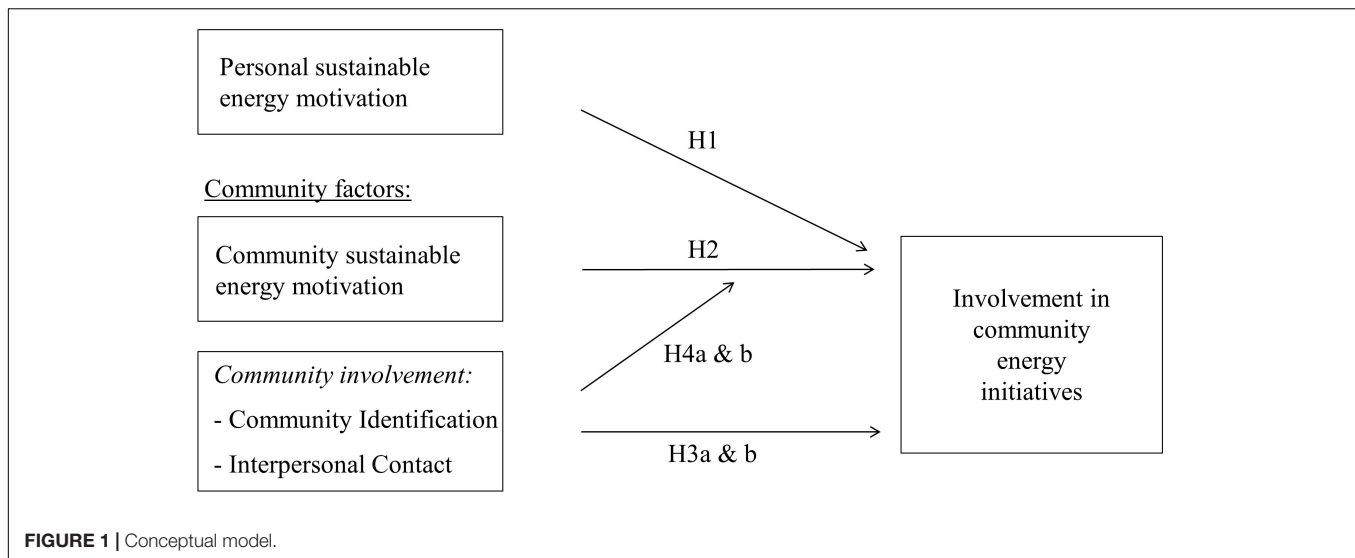 Personal sustainable
energy motivation
H1
Community factors:
Community sustainable
energy motivation
H2
Involvement in
community
energy
initiatives
H4a & b
Community involvement:
- Community Identification
- Interpersonal Contact
H3a & b
FIGURE 1 | Conceptual model.